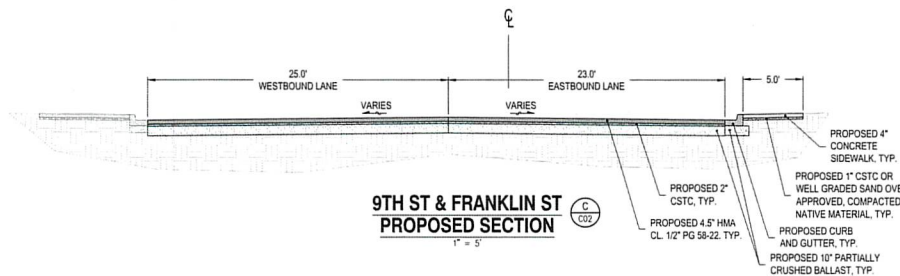 ℄
25.0'
WESTBOUND LANE
23.0'
EASTBOUND LANE
5.0'
VARIES
VARIES
PROPOSED 4"
CONCRETE
SIDEWALK, TYP.
PROPOSED 1" CSTC OR
WELL GRADED SAND OVE
APPROVED, COMPACTED
NATIVE MATERIAL, TYP.
PROPOSED CURB
AND GUTTER, TYP.
PROPOSED 10" PARTIALLY
CRUSHED BALLAST, TYP.
PROPOSED 2"
CSTC, TYP.
PROPOSED 4.5" HMA
CL. 1/2" PG 58-22. TYP.
9TH ST & FRANKLIN ST
PROPOSED SECTION
1" = 5'
C
C02